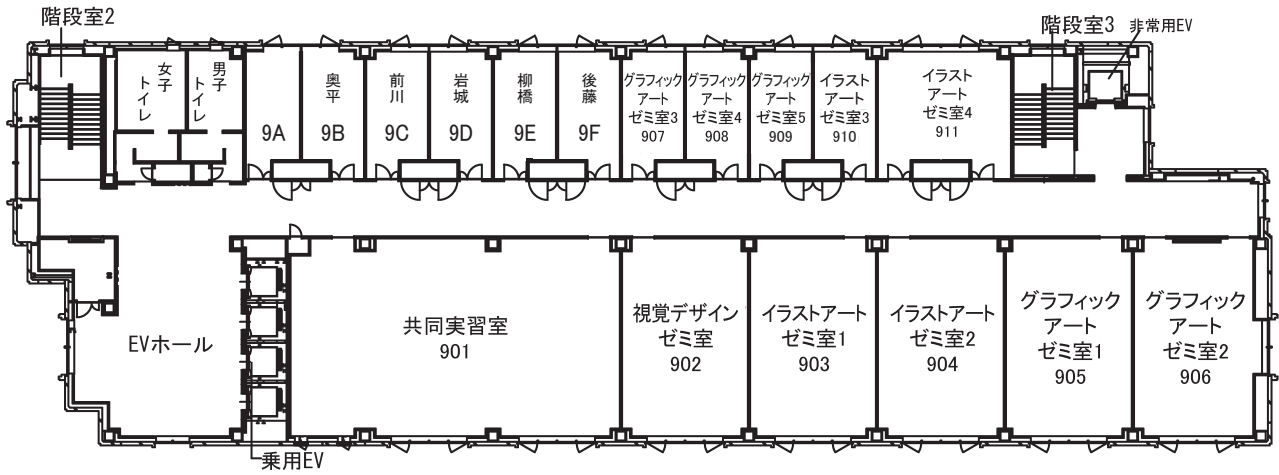 階段室2
階段室3
非常用EV
女子
トイレ
男子
トイレ
9A
奥平
9B
前川
9C
岩城
9D
柳橋
9E
後藤
9F
グラフィック
アート
ゼミ室3
907
グラフィック
アート
ゼミ室4
908
グラフィック
アート
ゼミ室5
909
イラスト
アート
ゼミ室3
910
イラスト
アート
ゼミ室4
911
EVホール
乗用EV
共同実習室
901
視覚デザイン
ゼミ室
902
イラストアート
ゼミ室1
903
イラストアート
ゼミ室2
904
グラフィック
アート
ゼミ室1
905
グラフィック
アート
ゼミ室2
906